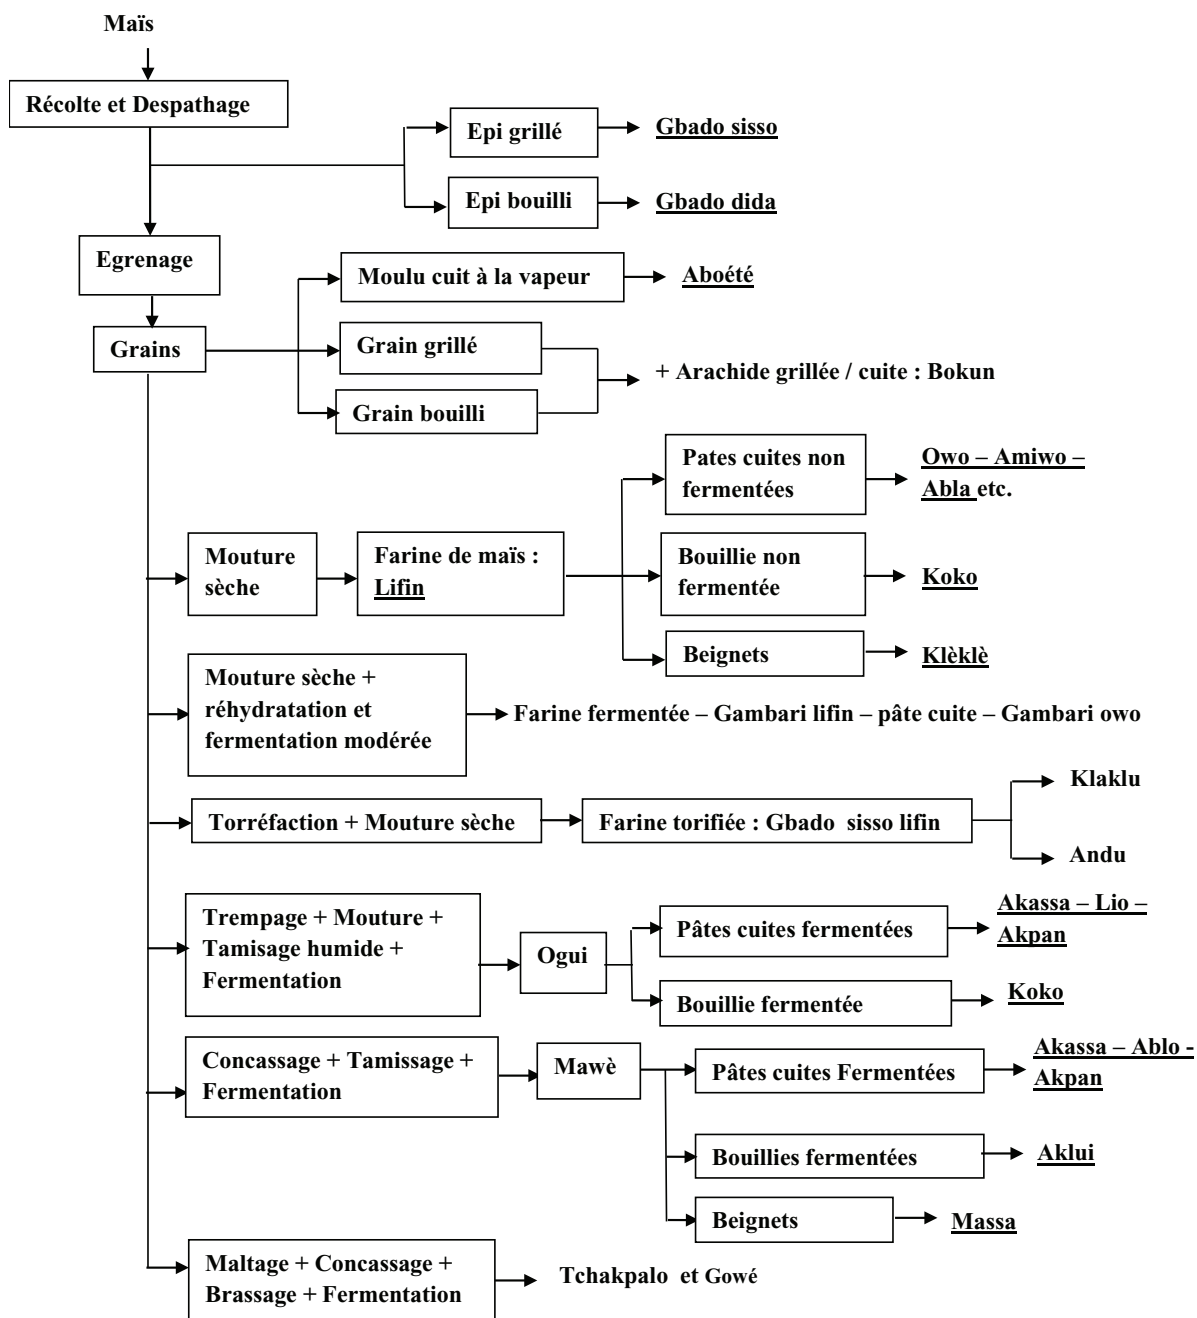 Maïs
Récolte et Despathage
Epi grillé
Gbado sisso
Epi bouilli
Gbado dida
Egrenage
Moulu cuit à la vapeur
Aboété
Grains
Grain grillé
+ Arachide grillée / cuite : Bokun
Grain bouilli
Pates cuites non
fermentées
Owo – Amiwo –
Abla etc.
Mouture
sèche
Farine de maïs :
Lifin
Bouillie non
fermentée
Koko
Beignets
Klèklè
Mouture sèche +
réhydratation et
fermentation modérée
Farine fermentée – Gambari lifin – pâte cuite – Gambari owo
Torréfaction + Mouture sèche
Farine torifiée : Gbado sisso lifin
Klaklu
Andu
Trempage + Mouture +
Tamisage humide +
Fermentation
Ogui
Pâtes cuites fermentées
Akassa – Lio –
Akpan
Bouillie fermentée
Koko
Concassage + Tamissage +
Fermentation
Mawè
Pâtes cuites Fermentées
Akassa – Ablo -
Akpan
Bouillies fermentées
Aklui
Beignets
Massa
Maltage + Concassage +
Brassage + Fermentation
Tchakpalo et Gowé